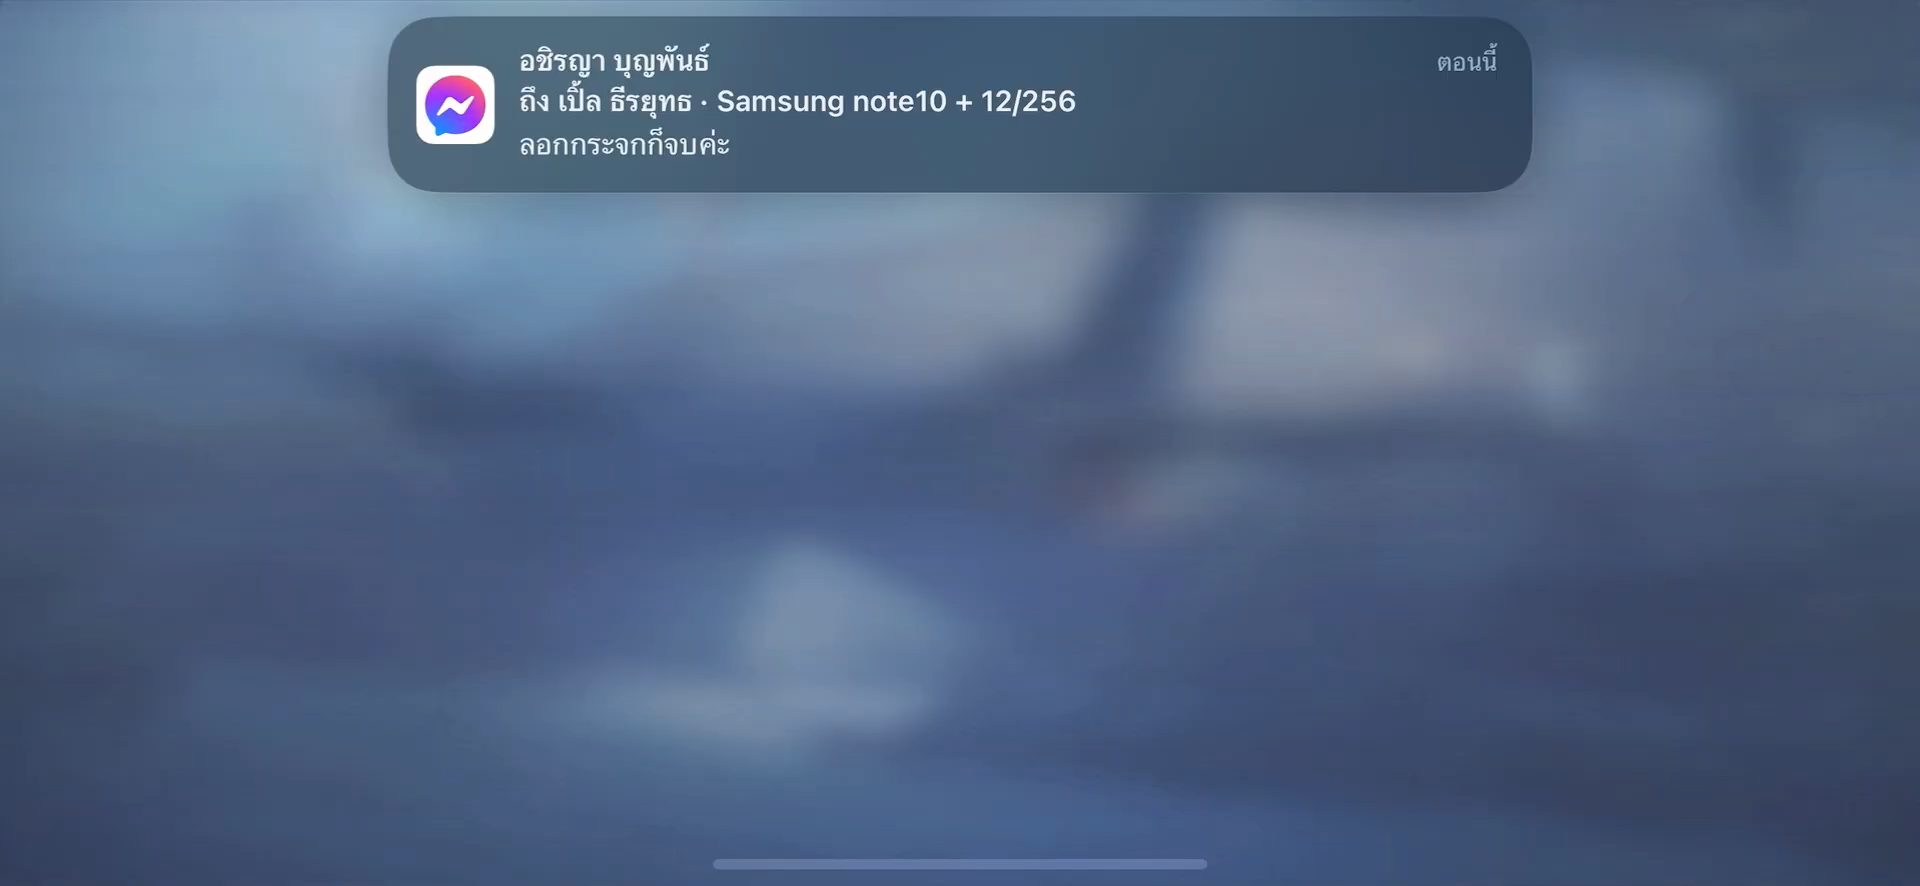 อชิรญา บุญพันธ์
ตอนนี้
ถึง เปิ้ล ธีรยุทธ · Samsung note10 + 12/256
ลอกกระจกก็จบค่ะ